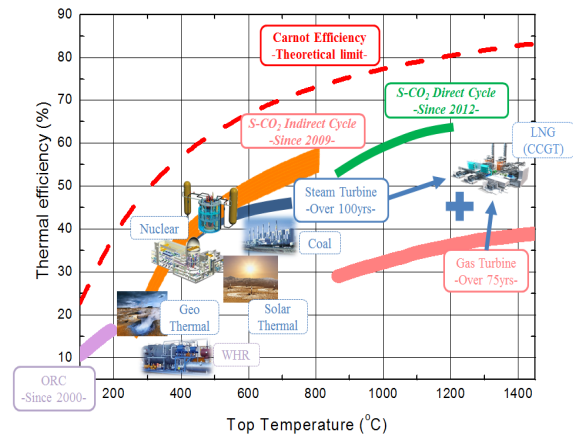 Thermal efficiency (%)
90
80
70
60
50
40
30
20
10
Carnot Efficiency
-Theoretical limit-
S-CO2 Direct Cycle
-Since 2012-
S-CO2 Indirect Cycle
-Since 2009-
LNG
(CCGT)
Steam Turbine
-Over 100yrs-
Nuclear
Coal
Gas Turbine
-Over 75yrs-
Geo
Thermal
Solar
Thermal
WHR
ORC
-Since 2000-
200
400
600
800
1000
1200
1400
Top Temperature (°C)